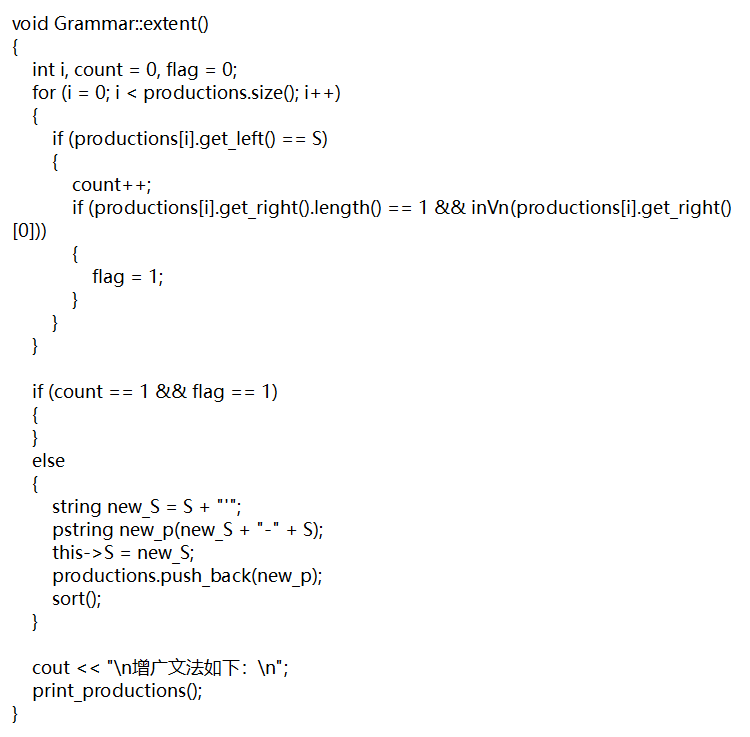 void Grammar::extent()
{
    int i, count = 0, flag = 0;
    for (i = 0; i < productions.size(); i++)
    {
        if (productions[i].get_left() == S)
        {
            count++;
            if (productions[i].get_right().length() == 1 && inVn(productions[i].get_right()
[0]))
            {
                flag = 1;
            }
        }
    }

    if (count == 1 && flag == 1)
    {
    }
    else
    {
        string new_S = S + "'";
        pstring new_p(new_S + "-" + S);
        this->S = new_S;
        productions.push_back(new_p);
        sort();
    }

    cout << "\n增广文法如下：\n";
    print_productions();
}